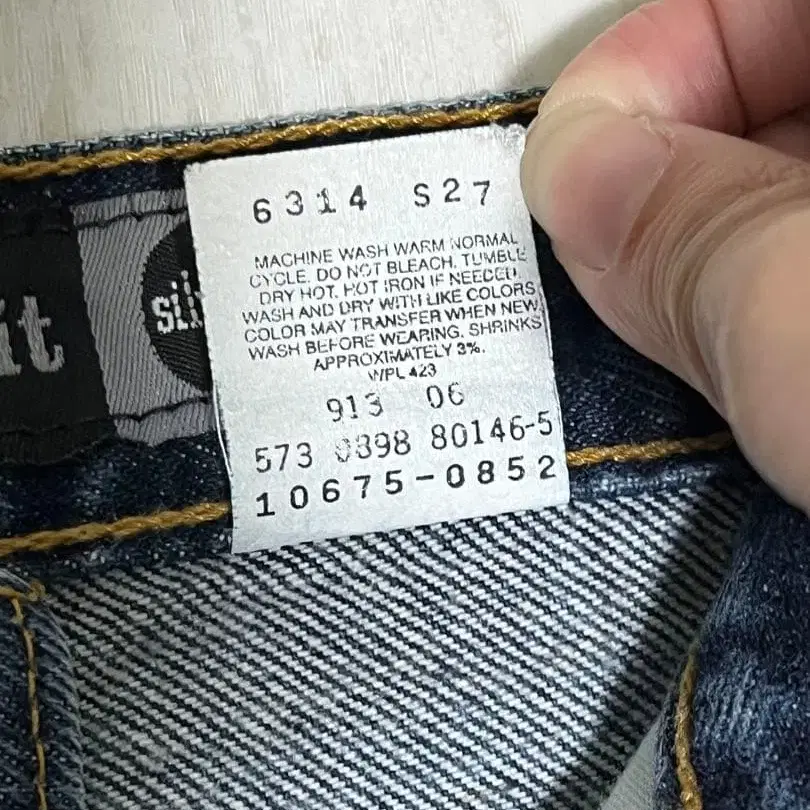 6314 S27
MACHINE WASH WARM NORMAL
CYCLE. DO NOT BLEACH. TUMBLE
DRY HOT. HOT IRON IF NEEDED.
WASH AND DRY WITH LIKE COLORS
COLOR MAY TRANSFER WHEN NEW
WASH BEFORE WEARING. SHRINKS
APPROXIMATELY 3%.
WPL 423
913 06
573 0398 80146-5
10675-0852
it